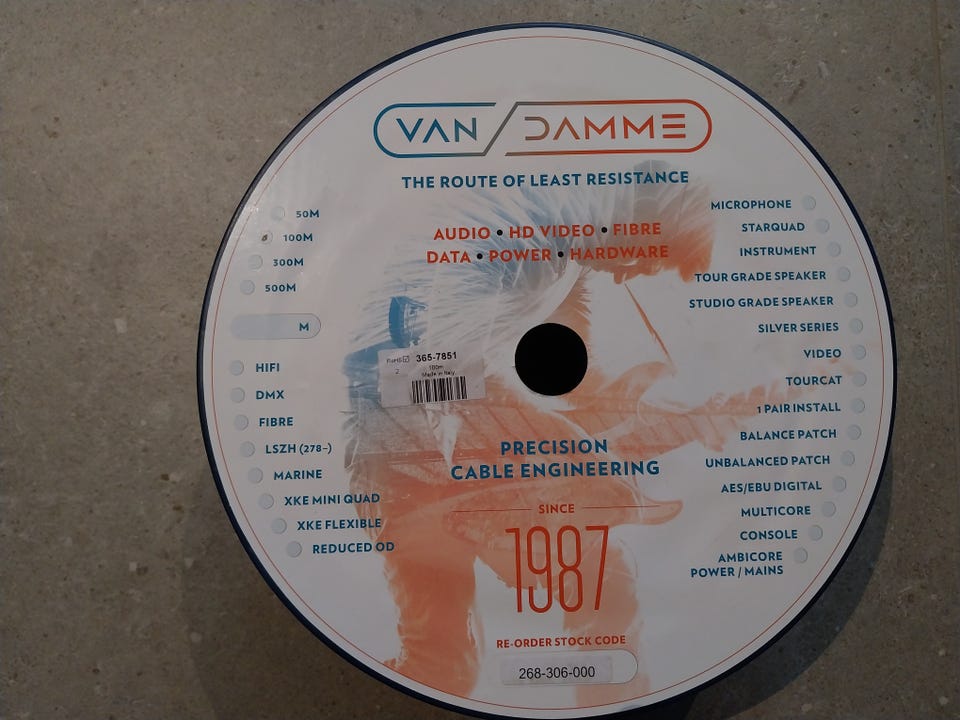 VAN DAMME
THE ROUTE OF LEAST RESISTANCE
AUDIO • HD VIDEO • FIBRE
DATA • POWER • HARDWARE
50M
100M
300M
500M
M
HIFI
DMX
FIBRE
LSZH (278-)
MARINE
XKE MINI QUAD
XKE FLEXIBLE
REDUCED OD
MICROPHONE
STARQUAD
INSTRUMENT
TOUR GRADE SPEAKER
STUDIO GRADE SPEAKER
SILVER SERIES
VIDEO
TOURCAT
1 PAIR INSTALL
BALANCE PATCH
UNBALANCED PATCH
AES/EBU DIGITAL
MULTICORE
CONSOLE
AMBICORE
POWER / MAINS
RoHS 365-7851
2 100m
Made in Italy
PRECISION
CABLE ENGINEERING
SINCE
1987
RE-ORDER STOCK CODE
268-306-000